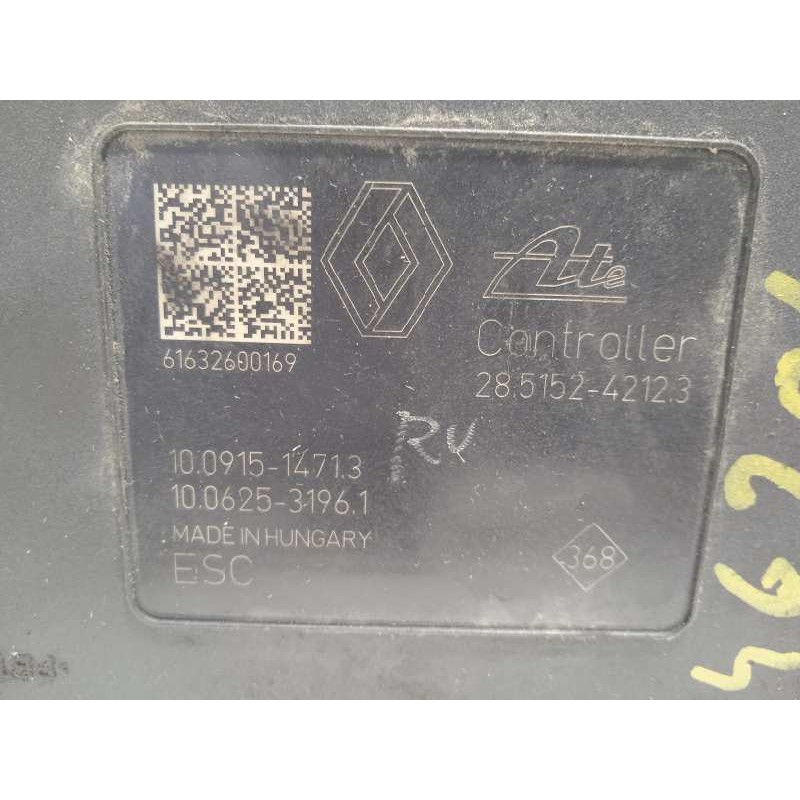 Ate
61632600169
Controller
28.5152-4212.3
RV
10.0915-1471.3
10.0625-3196.1
MADE IN HUNGARY
ESC
368